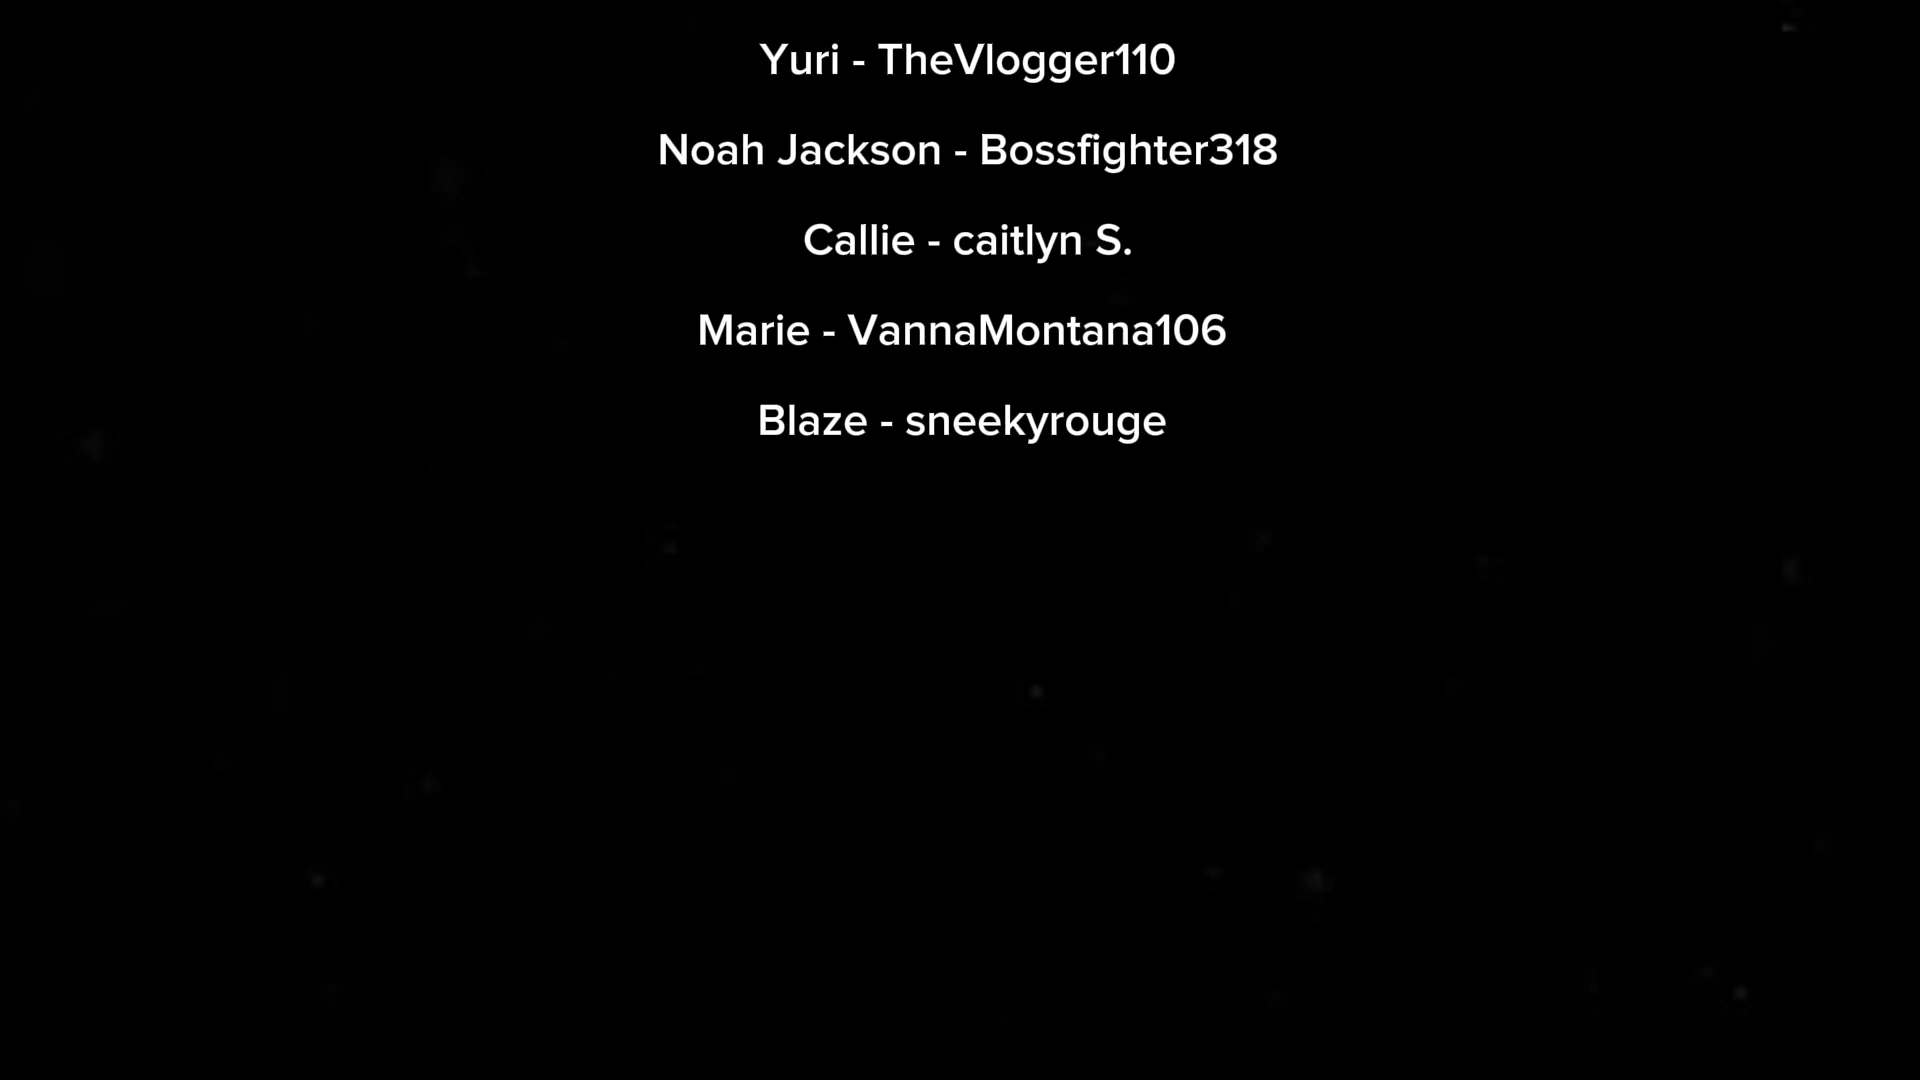 Yuri - TheVlogger110
Noah Jackson - Bossfighter318
Callie - caitlyn S.
Marie - VannaMontana106
Blaze - sneekyrouge